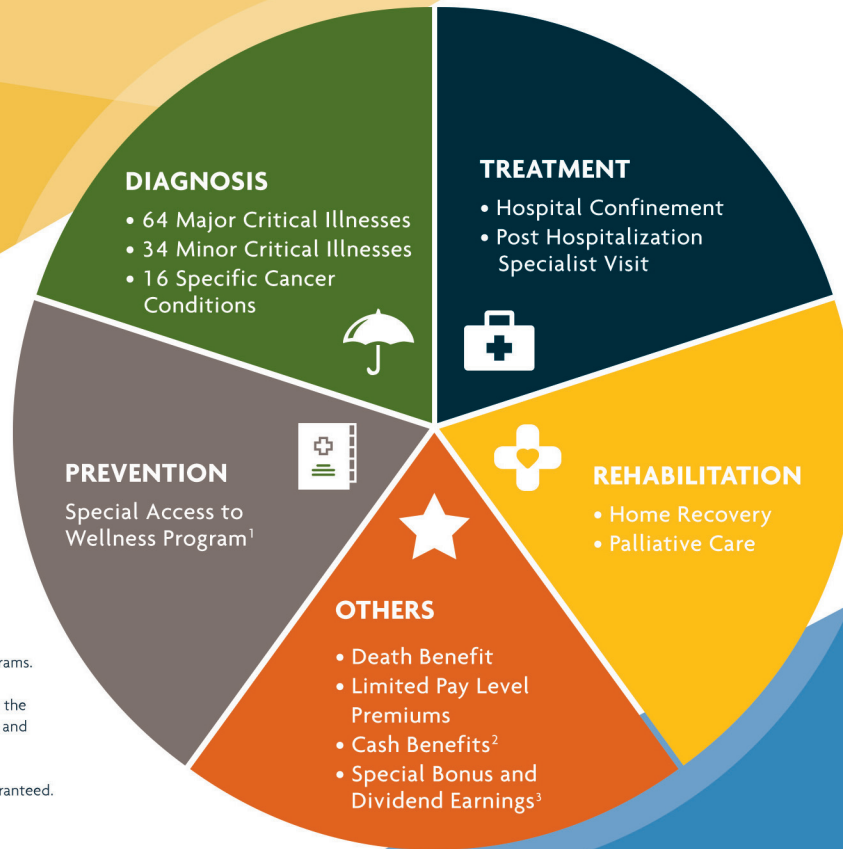 DIAGNOSIS
• 64 Major Critical Illnesses
• 34 Minor Critical Illnesses
• 16 Specific Cancer
Conditions
TREATMENT
• Hospital Confinement
• Post Hospitalization
Specialist Visit
PREVENTION
Special Access to
Wellness Program¹
REHABILITATION
• Home Recovery
• Palliative Care
OTHERS
• Death Benefit
• Limited Pay Level
Premiums
• Cash Benefits²
• Special Bonus and
Dividend Earnings³
the
and